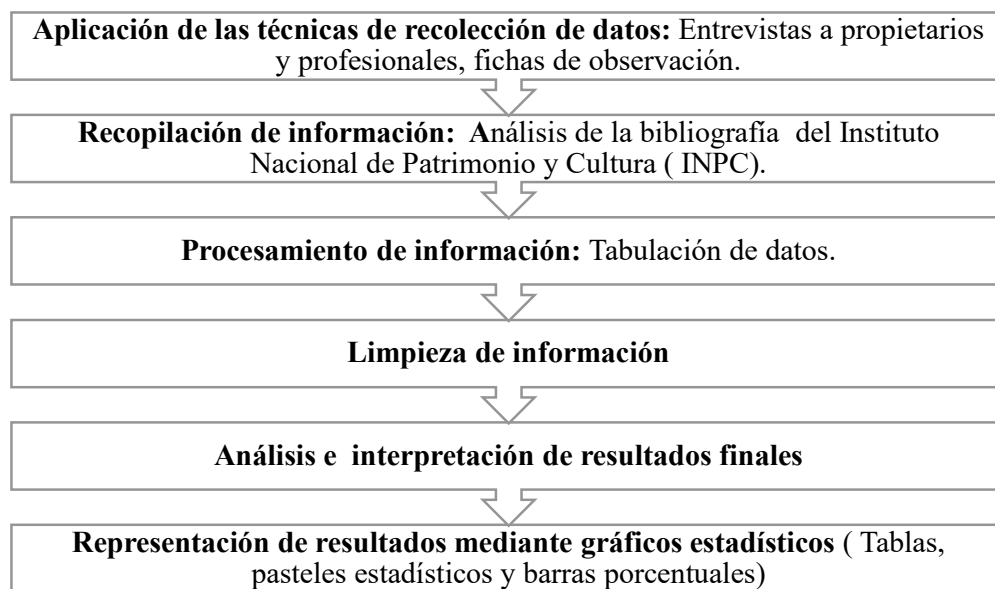 Aplicación de las técnicas de recolección de datos: Entrevistas a propietarios
y profesionales, fichas de observación.
Recopilación de información: Análisis de la bibliografía del Instituto
Nacional de Patrimonio y Cultura ( INPC).
Procesamiento de información: Tabulación de datos.
Limpieza de información
Análisis e interpretación de resultados finales
Representación de resultados mediante gráficos estadísticos ( Tablas,
pasteles estadísticos y barras porcentuales)